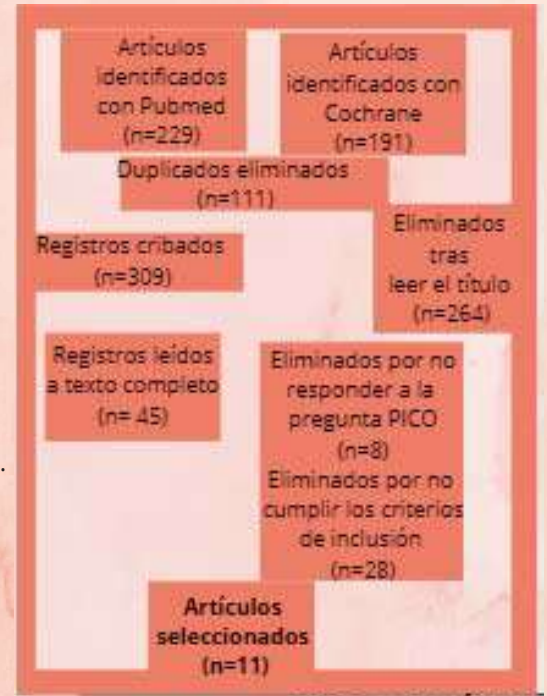 Artículos
identificados
con Pubmed
(n=229)
Artículos
identificados con
Cochrane
(n=191)
Duplicados eliminados
(n=111)
Registros cribados
(n=309)
Eliminados
tras
leer el título
(n=264)
Registros leídos
a texto completo
(n= 45)
Eliminados por no
responder a la
pregunta PICO
(n=8)
Eliminados por no
cumplir los criterios
de inclusión
(n=28)
Artículos
seleccionados
(n=11)